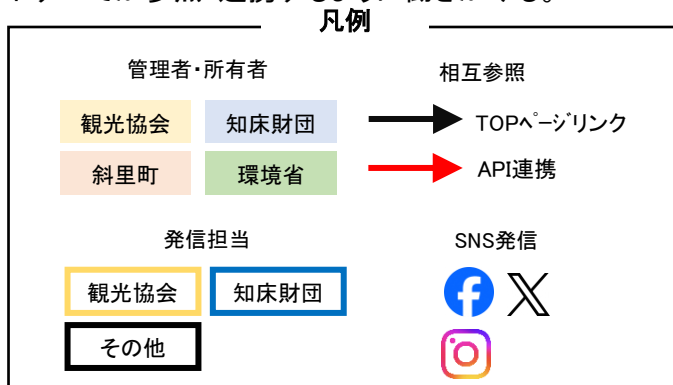 凡例
管理者・所有者
相互参照
観光協会
知床財団
TOPページリンク
斜里町
環境省
API連携
発信担当
SNS発信
観光協会
知床財団
その他